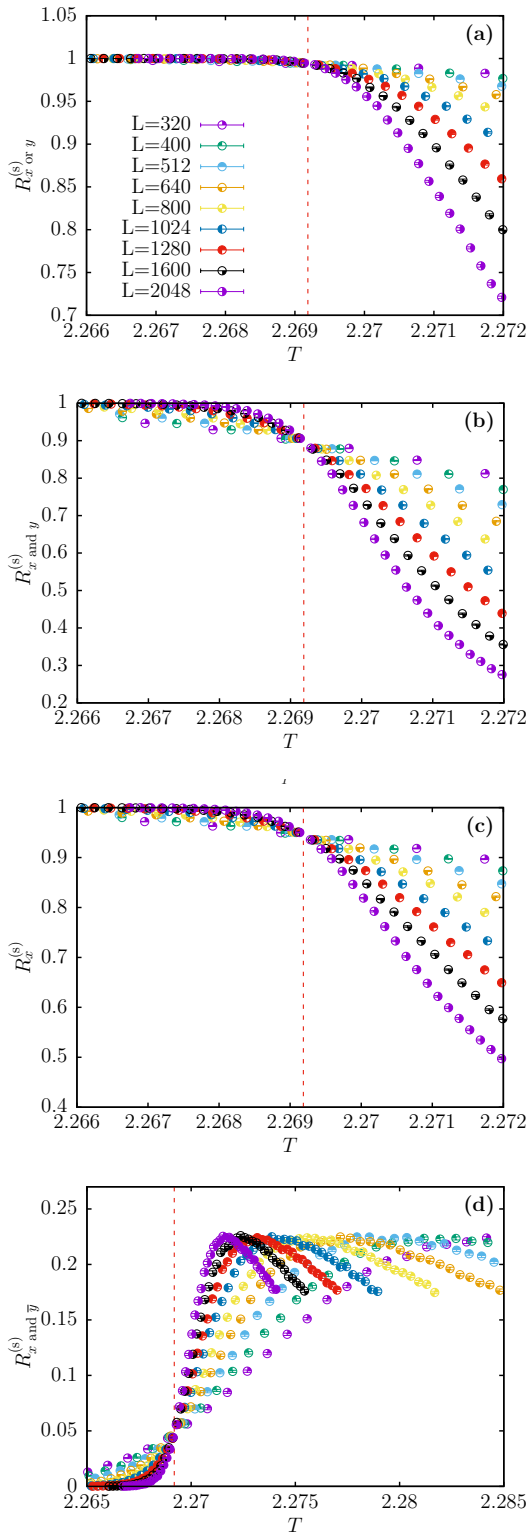 1.05
(a)
1
0.95
0.9
0.85
0.8
0.75
0.7
R_x or y^(s)
L=320
L=400
L=512
L=640
L=800
L=1024
L=1280
L=1600
L=2048
2.266 2.267 2.268 2.269 2.27 2.271 2.272
T
(b)
1
0.9
0.8
0.7
0.6
0.5
0.4
0.3
0.2
R_x and y^(s)
2.266 2.267 2.268 2.269 2.27 2.271 2.272
T
(c)
1
0.9
0.8
0.7
0.6
0.5
0.4
R_x^(s)
2.266 2.267 2.268 2.269 2.27 2.271 2.272
T
(d)
0.25
0.2
0.15
0.1
0.05
0
R_x and y̅^(s)
2.265 2.27 2.275 2.28 2.285
T